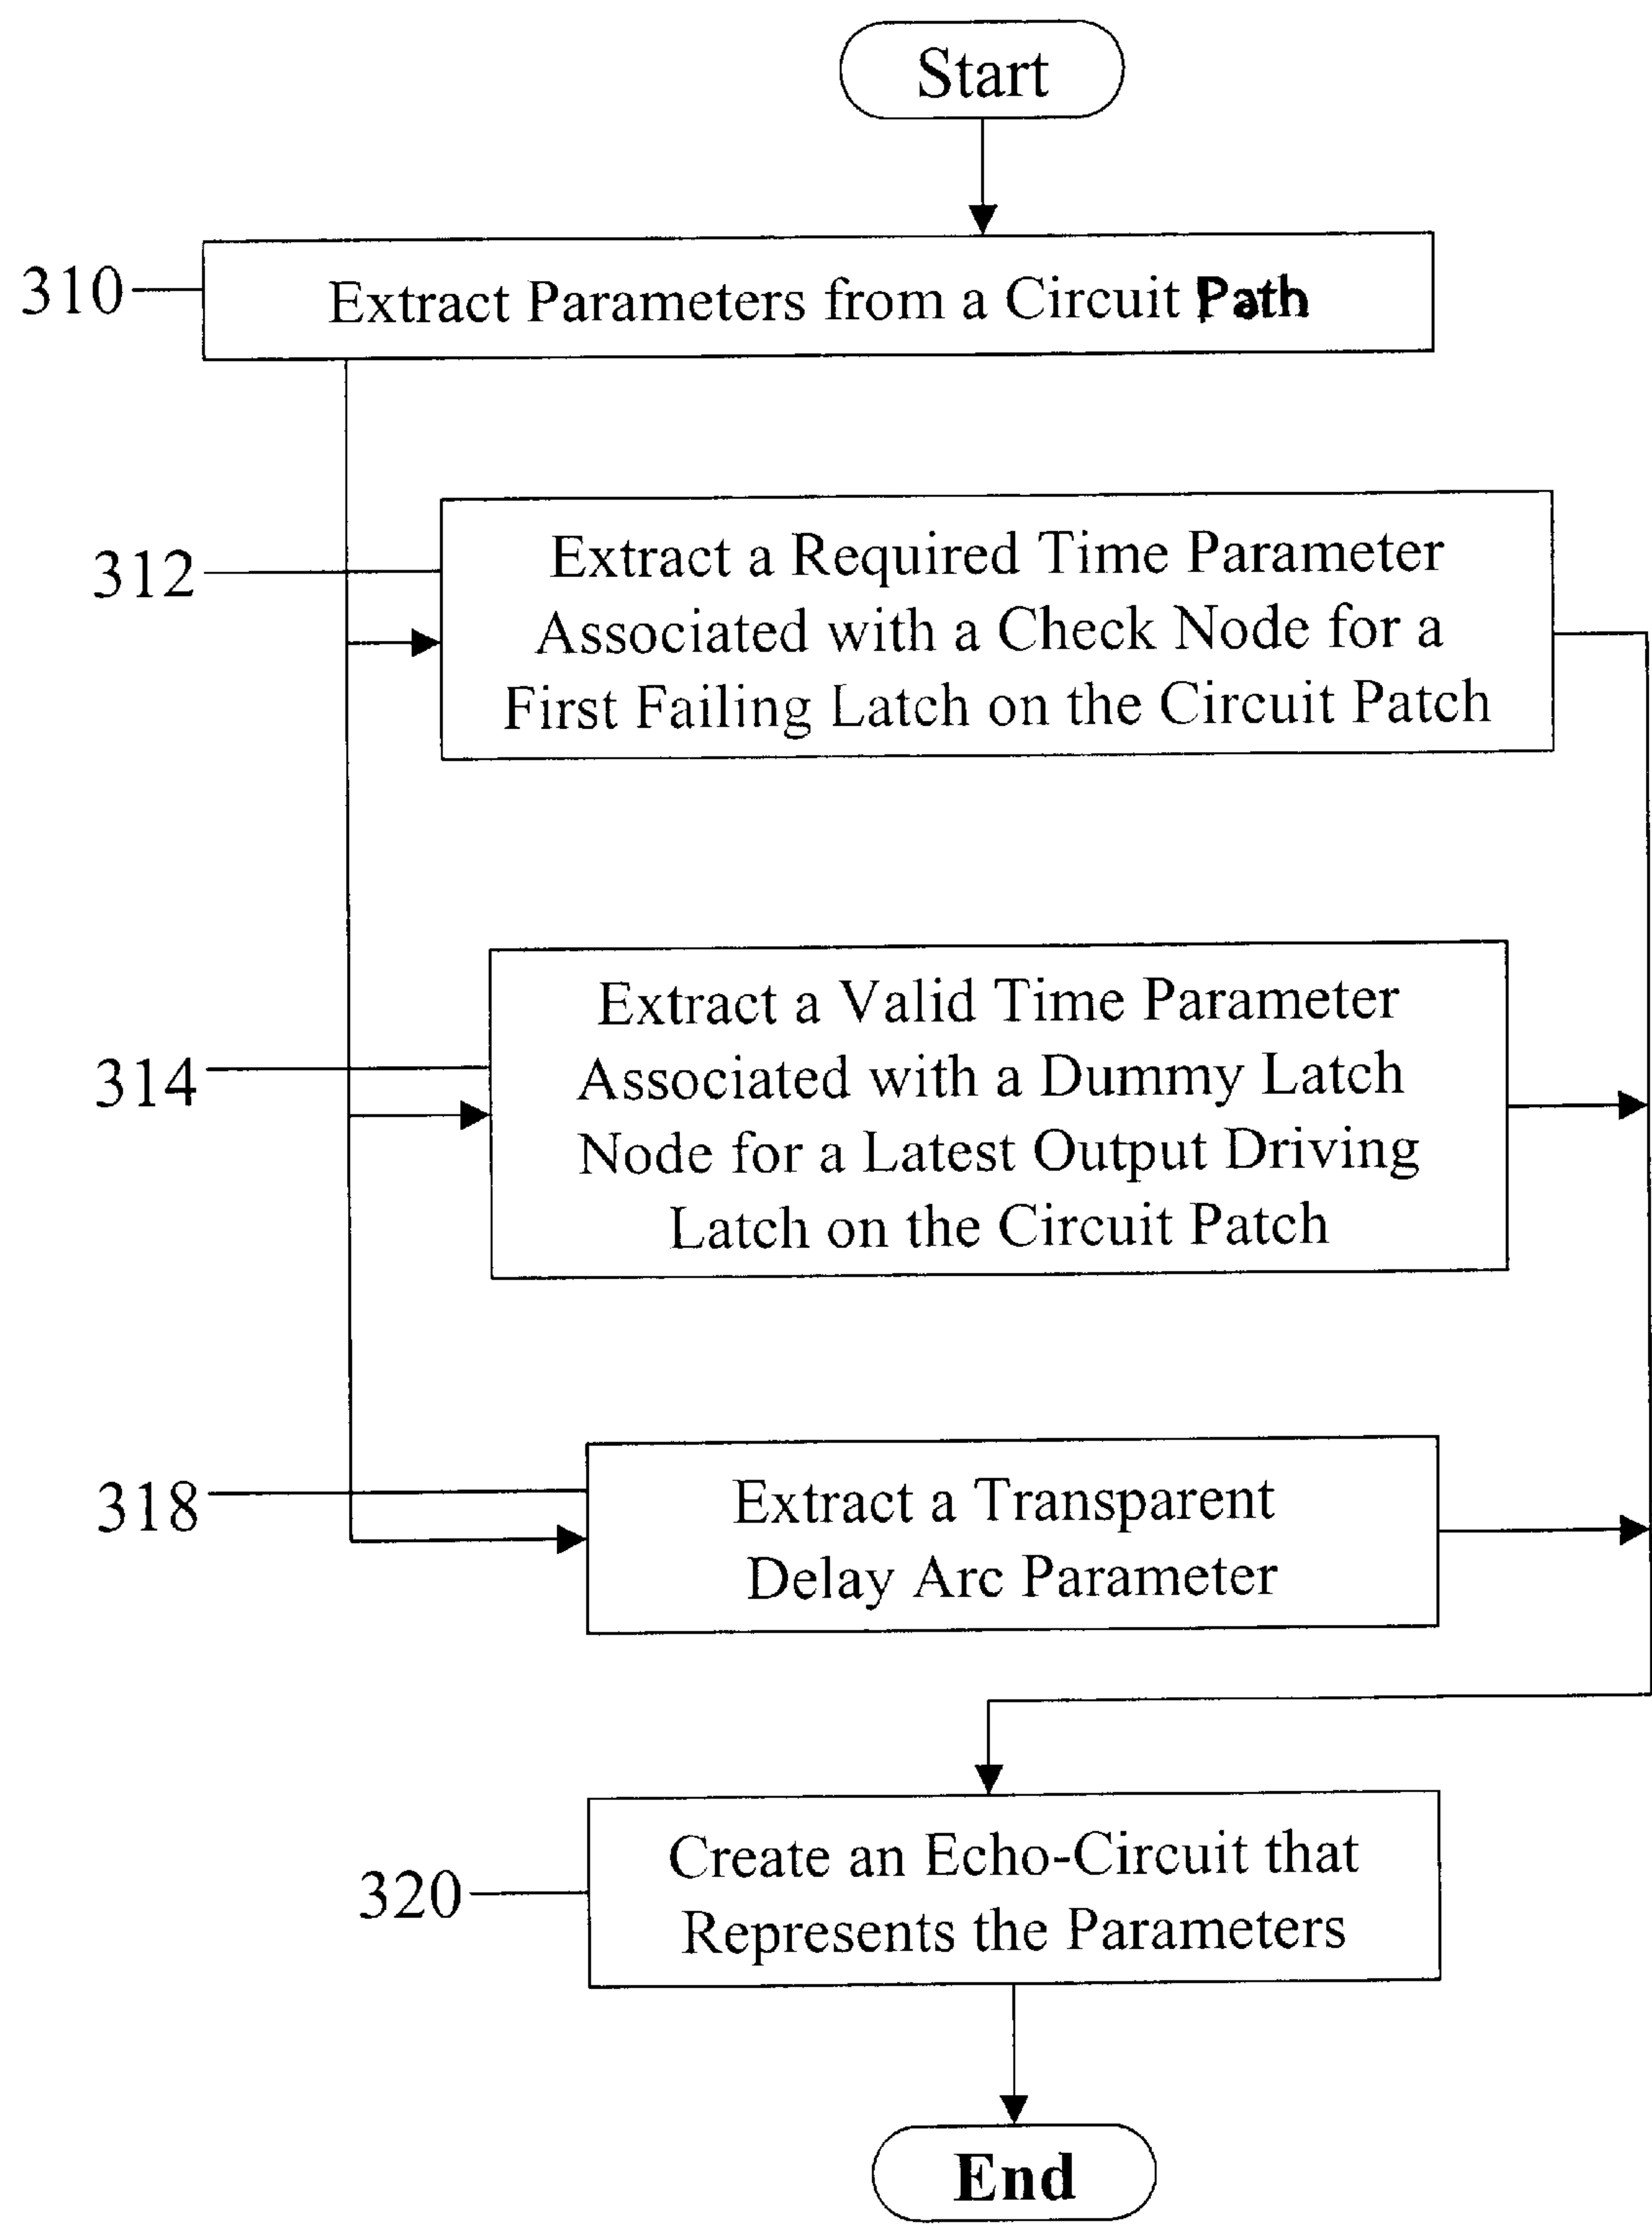 Start
310
Extract Parameters from a Circuit Path
312
Extract a Required Time Parameter
Associated with a Check Node for a
First Failing Latch on the Circuit Patch
314
Extract a Valid Time Parameter
Associated with a Dummy Latch
Node for a Latest Output Driving
Latch on the Circuit Patch
318
Extract a Transparent
Delay Arc Parameter
320
Create an Echo-Circuit that
Represents the Parameters
End